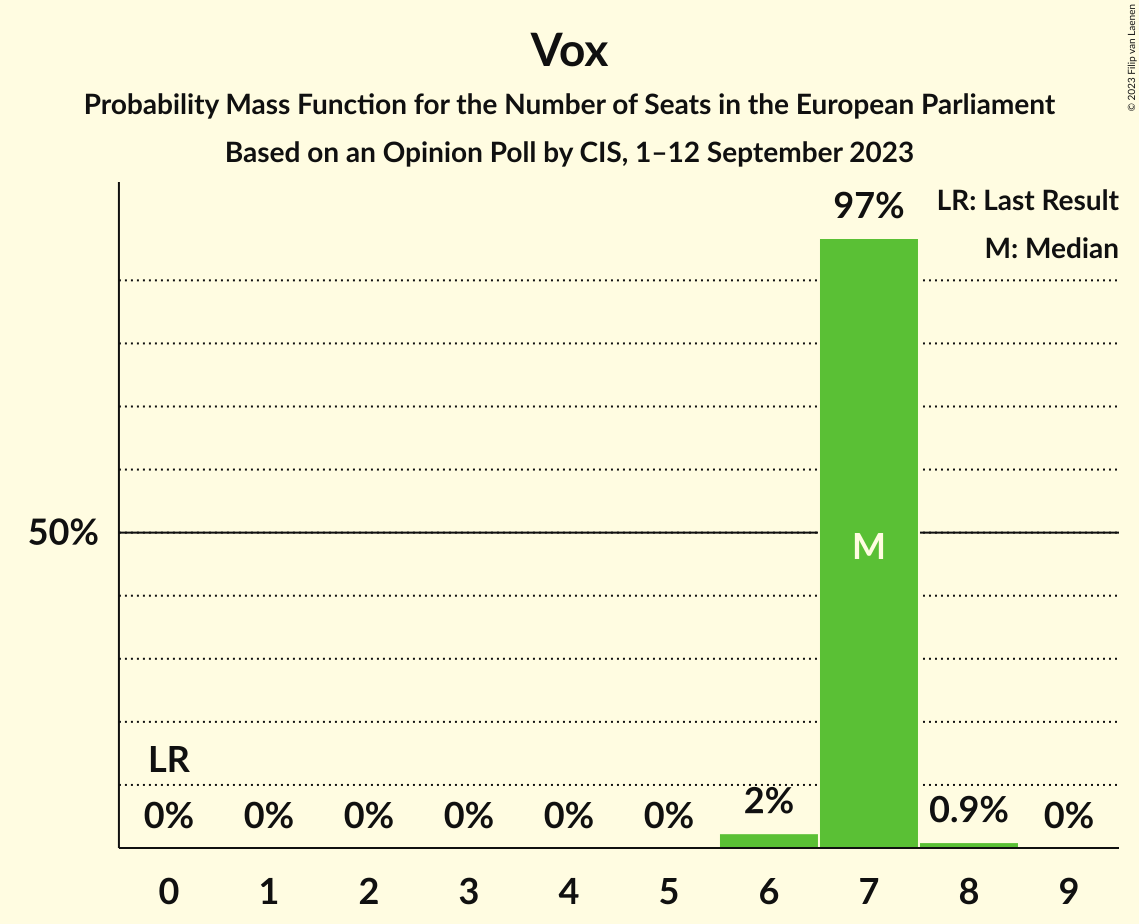 Vox
Probability Mass Function for the Number of Seats in the European Parliament
Based on an Opinion Poll by CIS, 1–12 September 2023
© 2023 Filip van Laenen
LR: Last Result
M: Median
97%
50%
M
LR
0% 0% 0% 0% 0% 0% 2% 0.9% 0%
0 1 2 3 4 5 6 7 8 9